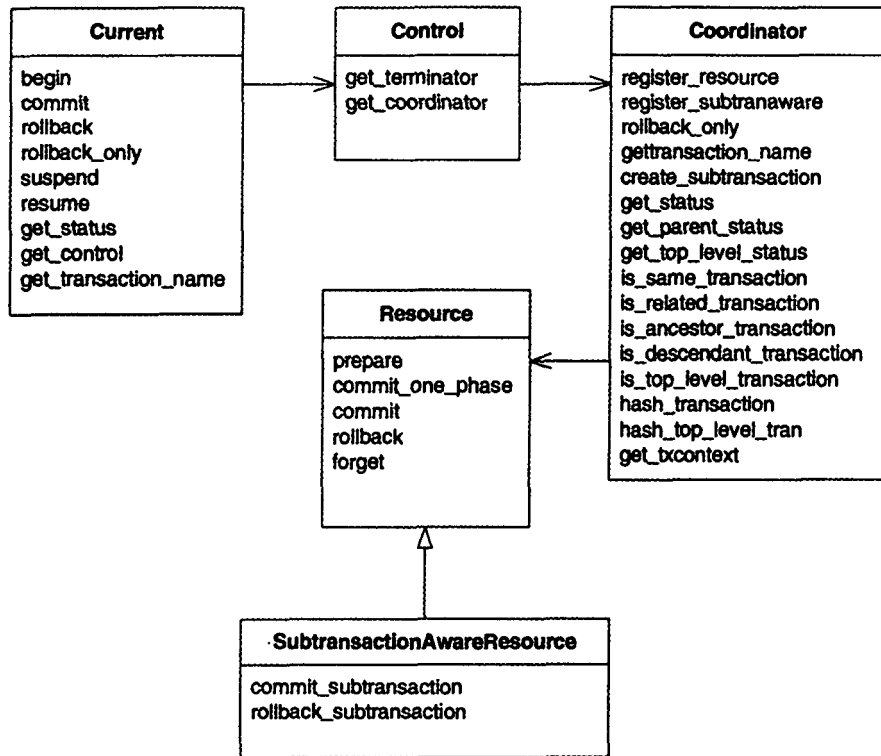 Current
begin
commit
rollback
rollback_only
suspend
resume
get_status
get_control
get_transaction_name
Control
get_terminator
get_coordinator
Coordinator
register_resource
register_subtranaware
rollback_only
gettransaction_name
create_subtransaction
get_status
get_parent_status
get_top_level_status
is_same_transaction
is_related_transaction
is_ancestor_transaction
is_descendant_transaction
is_top_level_transaction
hash_transaction
hash_top_level_tran
get_txcontext
Resource
prepare
commit_one_phase
commit
rollback
forget
SubtransactionAwareResource
commit_subtransaction
rollback_subtransaction